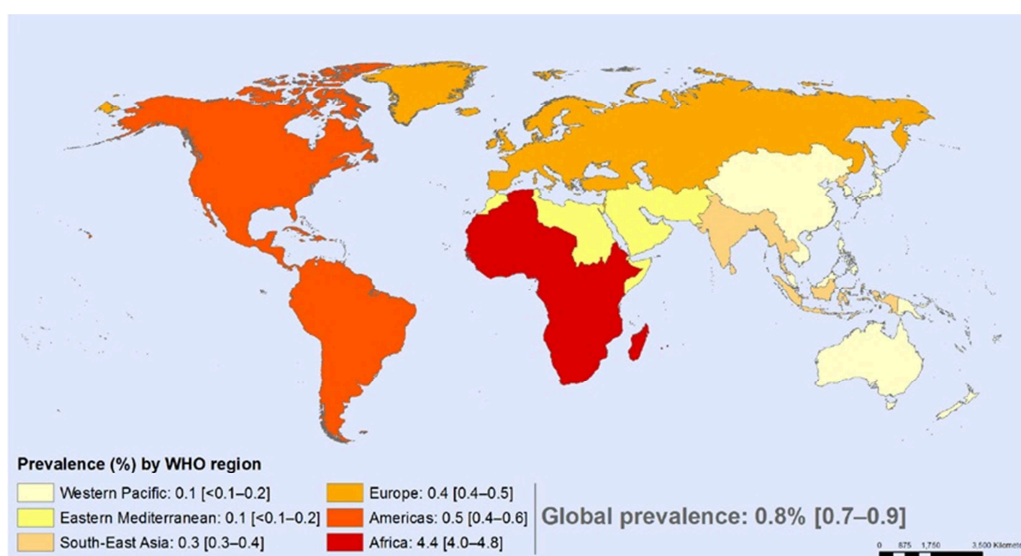 Prevalence (%) by WHO region
Western Pacific: 0.1 [<0.1–0.2]
Eastern Mediterranean: 0.1 [<0.1–0.2]
South-East Asia: 0.3 [0.3–0.4]
Europe: 0.4 [0.4–0.5]
Americas: 0.5 [0.4–0.6]
Africa: 4.4 [4.0–4.8]
Global prevalence: 0.8% [0.7–0.9]
0 875 1,750 3,500 Kilomete